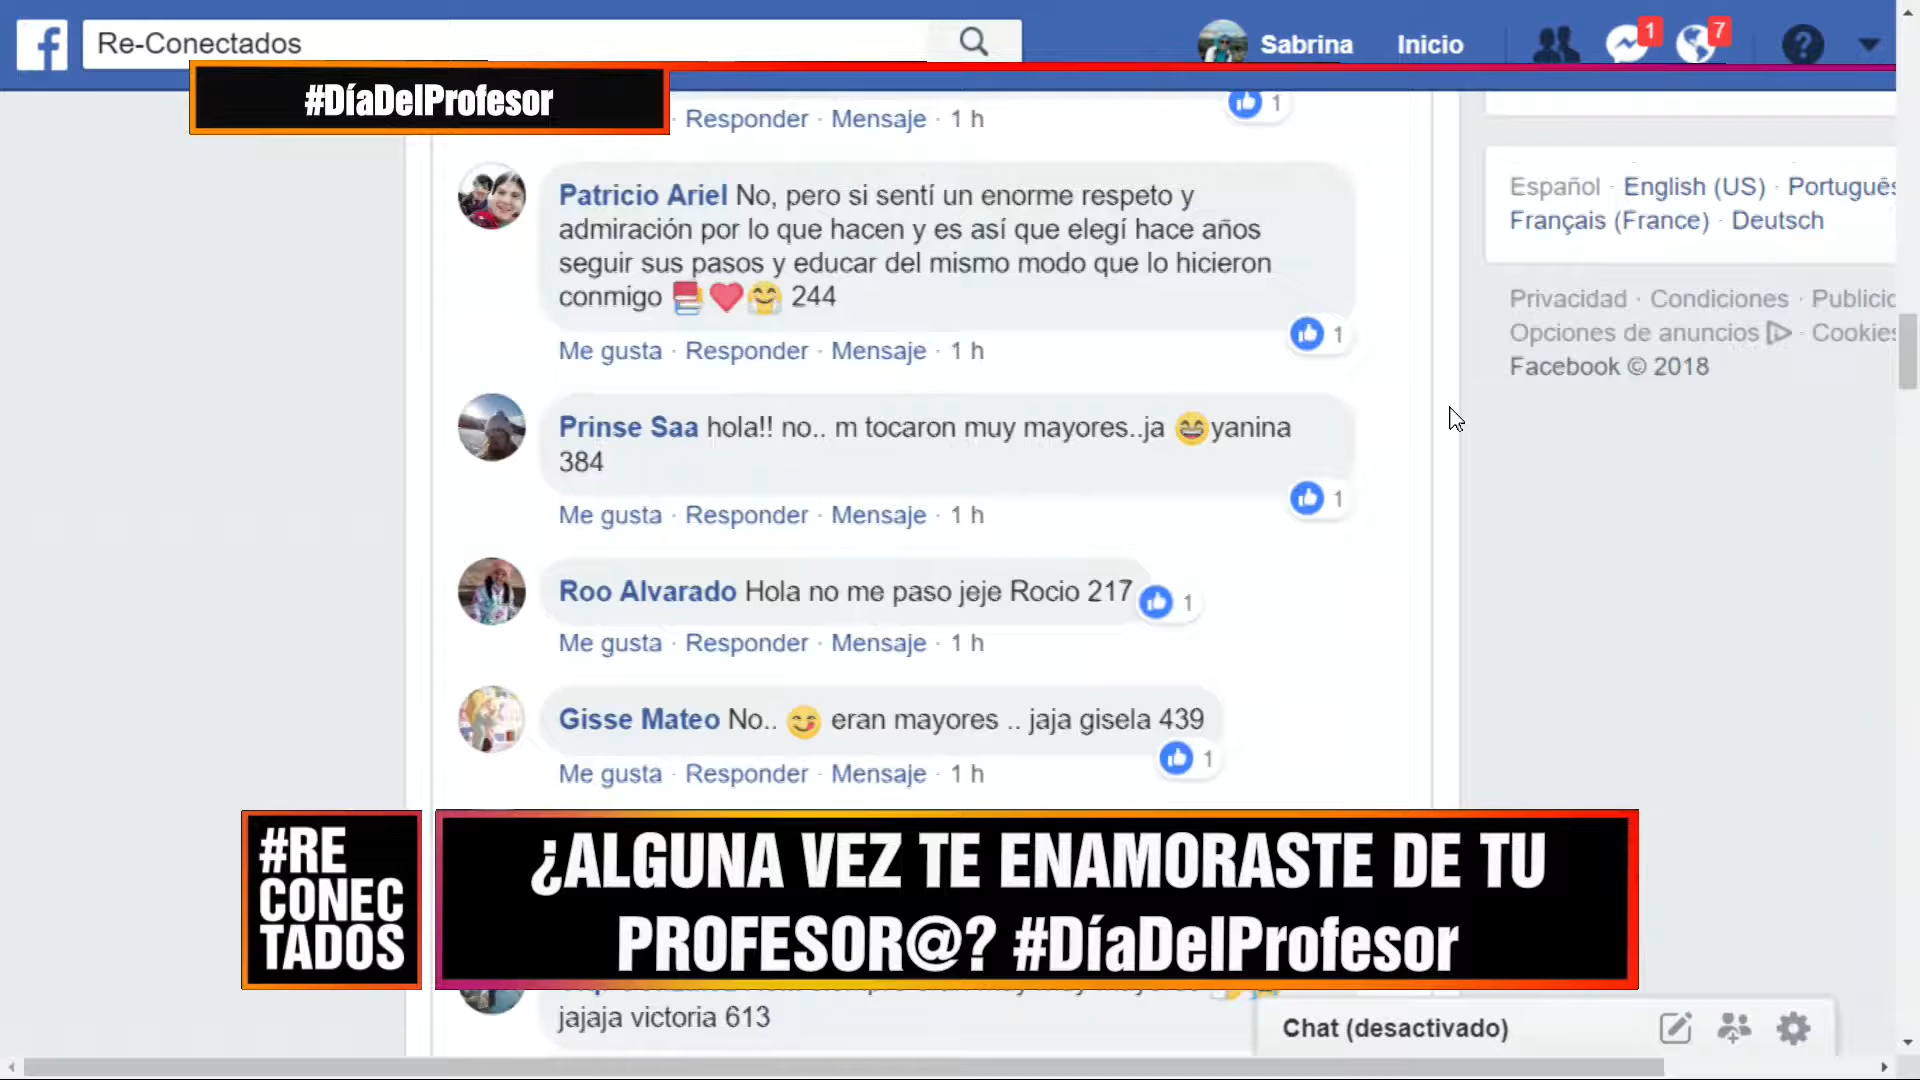 Re-Conectados
Sabrina
Inicio
1
7
#DíaDelProfesor
Responder · Mensaje · 1 h
1
Patricio Ariel No, pero si sentí un enorme respeto y
admiración por lo que hacen y es así que elegí hace años
seguir sus pasos y educar del mismo modo que lo hicieron
conmigo 📚❤️🤗 244
1
Me gusta · Responder · Mensaje · 1 h
Prinse Saa hola!! no.. m tocaron muy mayores..ja 😄yanina
384
1
Me gusta · Responder · Mensaje · 1 h
Roo Alvarado Hola no me paso jeje Rocio 217
1
Me gusta · Responder · Mensaje · 1 h
Gisse Mateo No.. 😋 eran mayores .. jaja gisela 439
1
Me gusta · Responder · Mensaje · 1 h
jajaja victoria 613
Español · English (US) · Português
Français (France) · Deutsch
Privacidad · Condiciones · Publicid
Opciones de anuncios · Cookies
Facebook © 2018
#RE
CONEC
TADOS
¿ALGUNA VEZ TE ENAMORASTE DE TU
PROFESOR@? #DíaDelProfesor
Chat (desactivado)